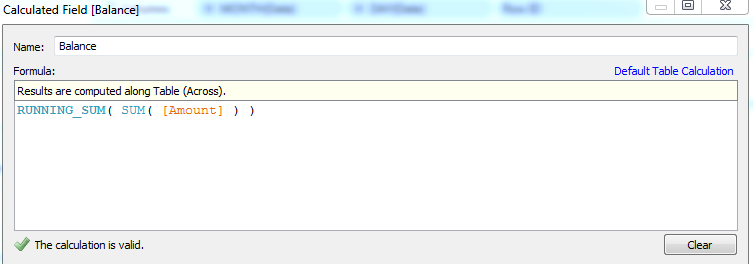 Calculated Field [Balance]
Name: Balance
Formula: Default Table Calculation
Results are computed along Table (Across).
RUNNING_SUM( SUM( [Amount] ) )
The calculation is valid. Clear